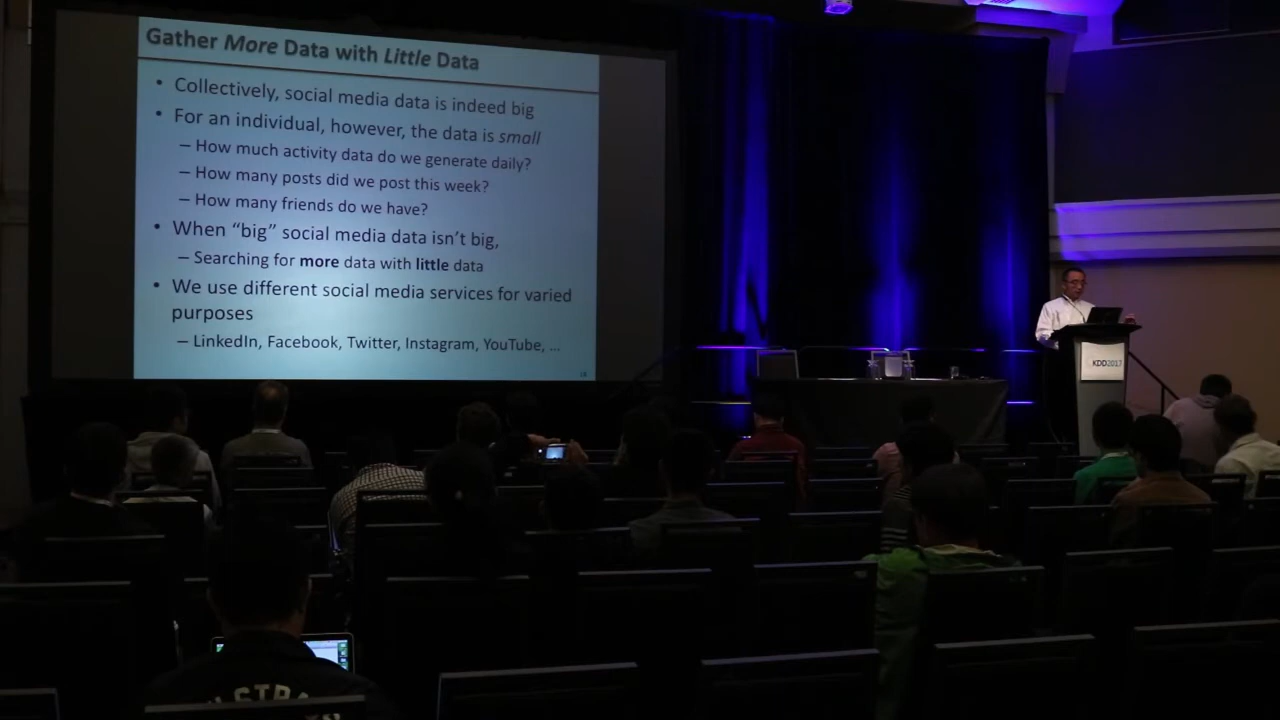 Gather More Data with Little Data
• Collectively, social media data is indeed big
• For an individual, however, the data is small
– How much activity data do we generate daily?
– How many posts did we post this week?
– How many friends do we have?
• When “big” social media data isn’t big,
– Searching for more data with little data
• We use different social media services for varied
purposes
– LinkedIn, Facebook, Twitter, Instagram, YouTube, ...
KDD2017